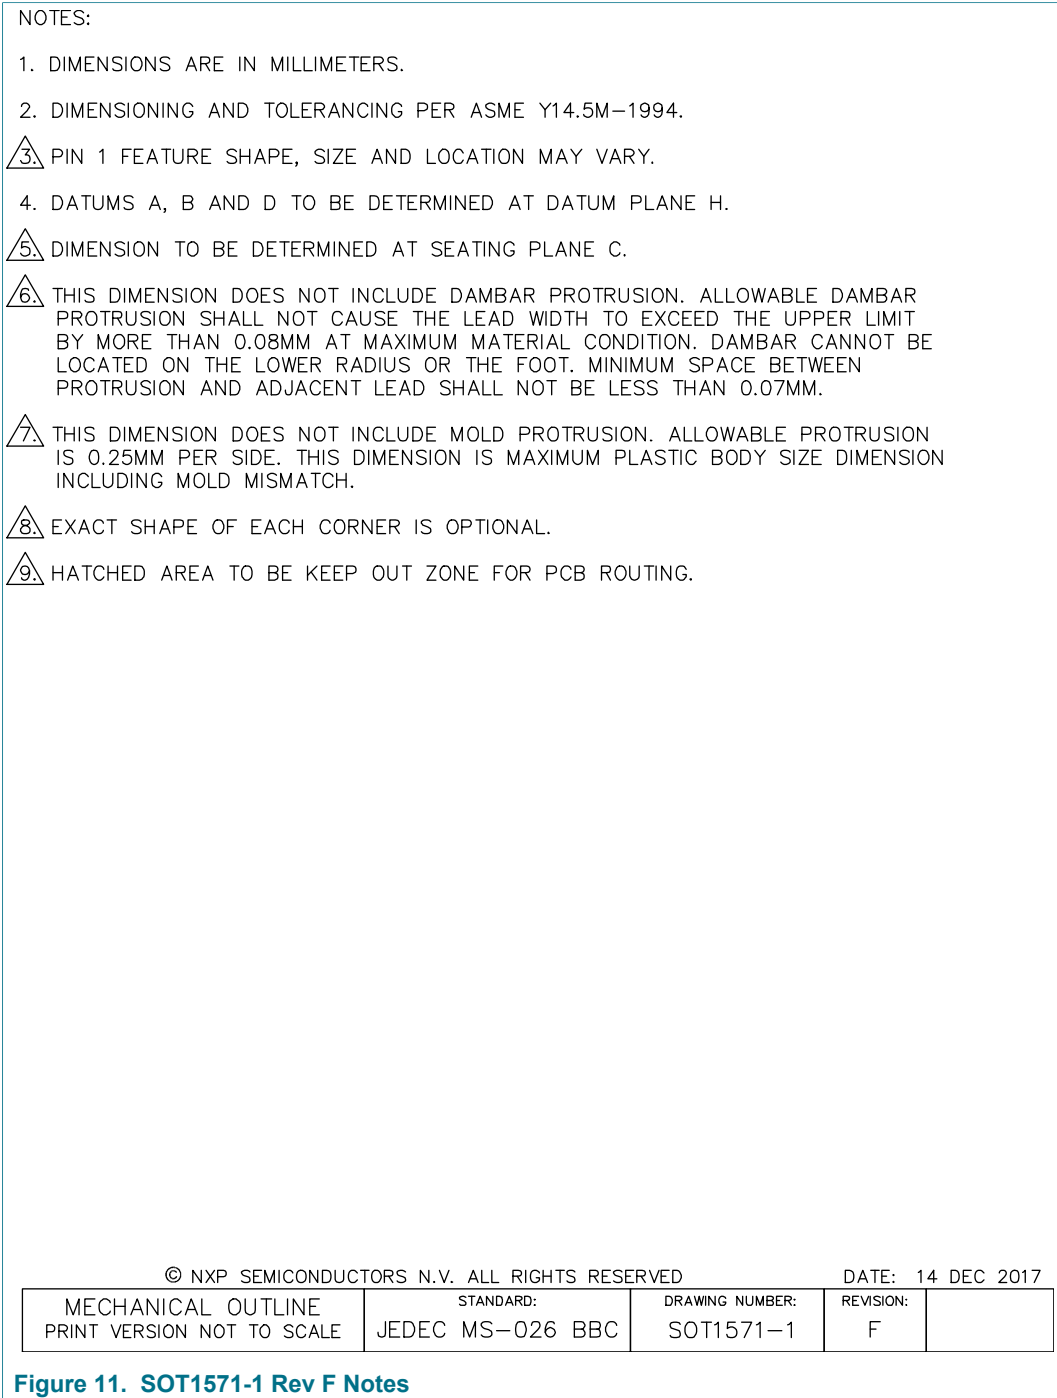 NOTES:
1. DIMENSIONS ARE IN MILLIMETERS.
2. DIMENSIONING AND TOLERANCING PER ASME Y14.5M-1994.
3. PIN 1 FEATURE SHAPE, SIZE AND LOCATION MAY VARY.
4. DATUMS A, B AND D TO BE DETERMINED AT DATUM PLANE H.
5. DIMENSION TO BE DETERMINED AT SEATING PLANE C.
6. THIS DIMENSION DOES NOT INCLUDE DAMBAR PROTRUSION. ALLOWABLE DAMBAR
PROTRUSION SHALL NOT CAUSE THE LEAD WIDTH TO EXCEED THE UPPER LIMIT
BY MORE THAN 0.08MM AT MAXIMUM MATERIAL CONDITION. DAMBAR CANNOT BE
LOCATED ON THE LOWER RADIUS OR THE FOOT. MINIMUM SPACE BETWEEN
PROTRUSION AND ADJACENT LEAD SHALL NOT BE LESS THAN 0.07MM.
7. THIS DIMENSION DOES NOT INCLUDE MOLD PROTRUSION. ALLOWABLE PROTRUSION
IS 0.25MM PER SIDE. THIS DIMENSION IS MAXIMUM PLASTIC BODY SIZE DIMENSION
INCLUDING MOLD MISMATCH.
8. EXACT SHAPE OF EACH CORNER IS OPTIONAL.
9. HATCHED AREA TO BE KEEP OUT ZONE FOR PCB ROUTING.
© NXP SEMICONDUCTORS N.V. ALL RIGHTS RESERVED
DATE: 14 DEC 2017
MECHANICAL OUTLINE
PRINT VERSION NOT TO SCALE
STANDARD:
JEDEC MS-026 BBC
DRAWING NUMBER:
SOT1571-1
REVISION:
F
Figure 11. SOT1571-1 Rev F Notes